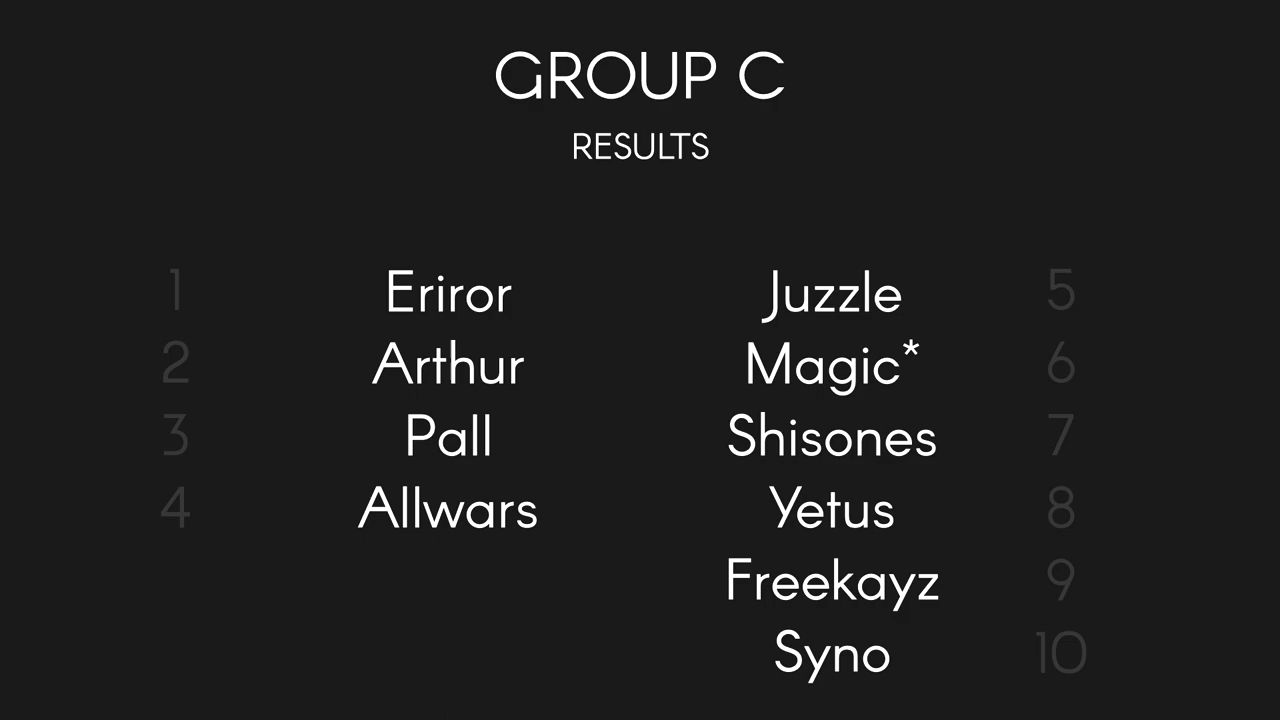 GROUP C
RESULTS
1 Eriror
2 Arthur
3 Pall
4 Allwars
Juzzle 5
Magic* 6
Shisones 7
Yetus 8
Freekayz 9
Syno 10